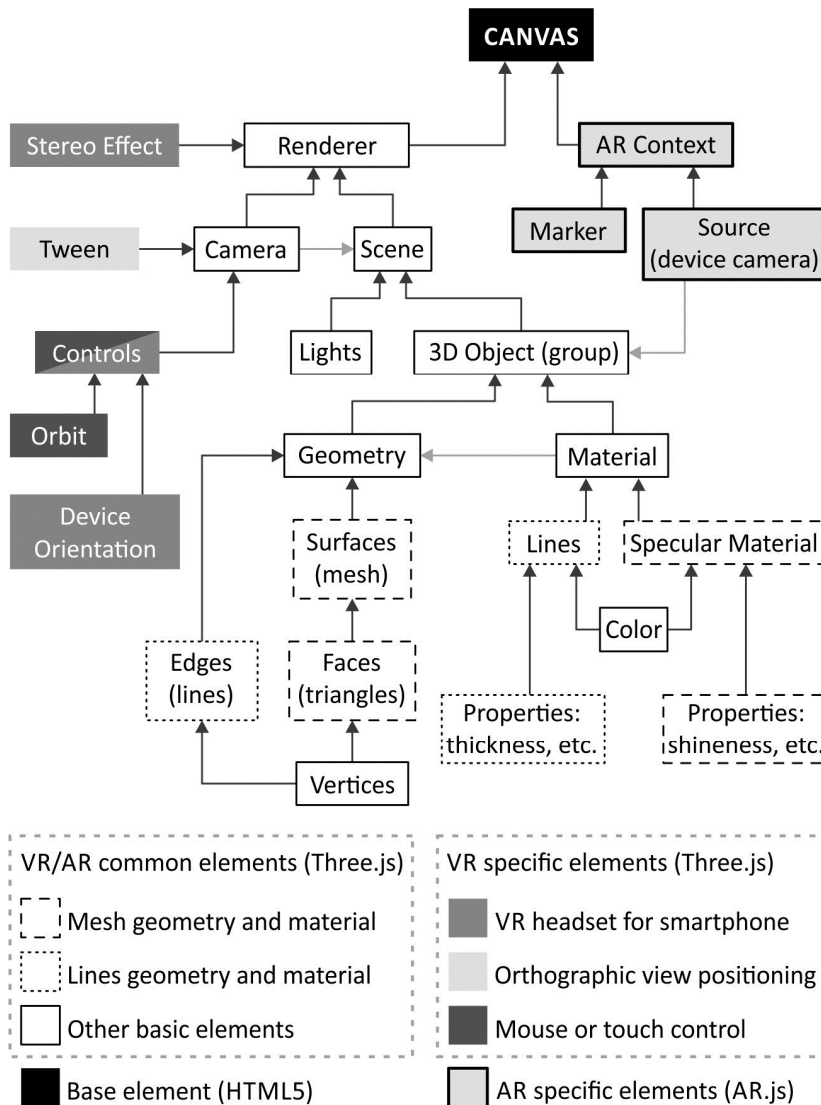 CANVAS
Stereo Effect
Renderer
AR Context
Tween
Camera
Scene
Marker
Source
(device camera)
Controls
Lights
3D Object (group)
Orbit
Geometry
Material
Device
Orientation
Surfaces
(mesh)
Lines
Specular Material
Color
Edges
(lines)
Faces
(triangles)
Properties:
thickness, etc.
Properties:
shineness, etc.
Vertices
VR/AR common elements (Three.js)
Mesh geometry and material
Lines geometry and material
Other basic elements
Base element (HTML5)
VR specific elements (Three.js)
VR headset for smartphone
Orthographic view positioning
Mouse or touch control
AR specific elements (AR.js)